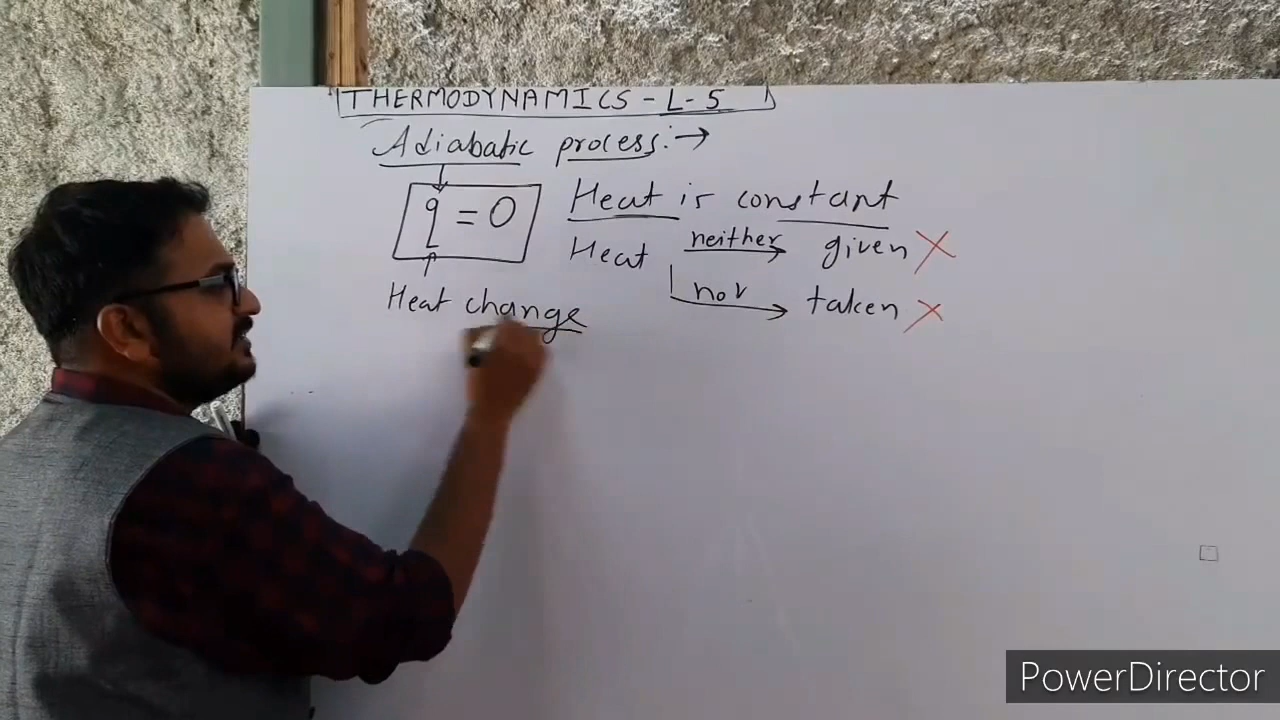 THERMODYNAMICS - L - 5
Adiabatic process :→
q = 0
Heat is constant
Heat neither → given ✗
nor → taken ✗
Heat change
PowerDirector